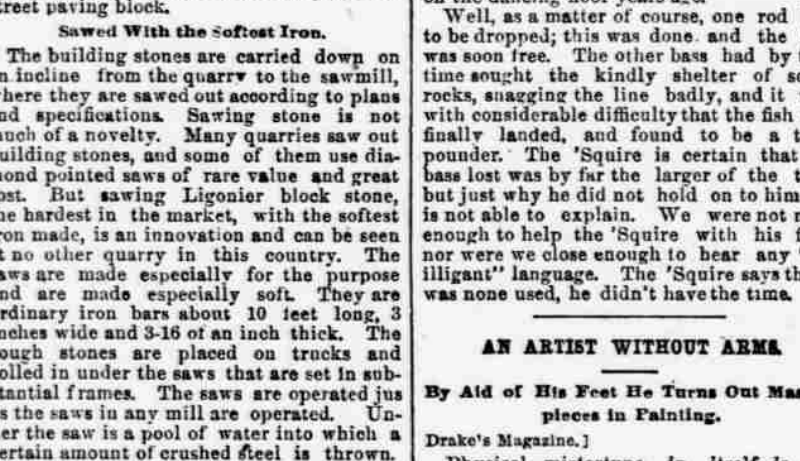 treet paving block.
Sawed With the Softest Iron.
The building stones are carried down on
n incline from the quarry to the sawmill,
here they are sawed out according to plans
nd specifications. Sawing stone is not
uch of a novelty. Many quarries saw out
uilding stones, and some of them use dia-
ond pointed saws of rare value and great
ost. But sawing Ligonier block stone,
he hardest in the market, with the softest
ron made, is an innovation and can be seen
t no other quarry in this country. The
aws are made especially for the purpose
nd are made especially soft. They are
rdinary iron bars about 10 feet long, 3
nches wide and 3-16 of an inch thick. The
ough stones are placed on trucks and
olled in under the saws that are set in sub-
tantial frames. The saws are operated jus
s the saws in any mill are operated. Un-
er the saw is a pool of water into which a
ertain amount of crushed steel is thrown.
on the dancing floor years ago.
Well, as a matter of course, one rod
to be dropped; this was done. and the
was soon free. The other bass had by
time sought the kindly shelter of so
rocks, snagging the line badly, and it
with considerable difficulty that the fish
finally landed, and found to be a t
pounder. The 'Squire is certain that
bass lost was by far the larger of the t
but just why he did not hold on to him
is not able to explain. We were not n
enough to help the 'Squire with his f
nor were we close enough to hear any "
illigant" language. The 'Squire says th
was none used, he didn't have the time.
AN ARTIST WITHOUT ARMS.
By Aid of His Feet He Turns Out Mas
pieces in Painting.
Drake's Magazine.]
Physical misfortune in itself is